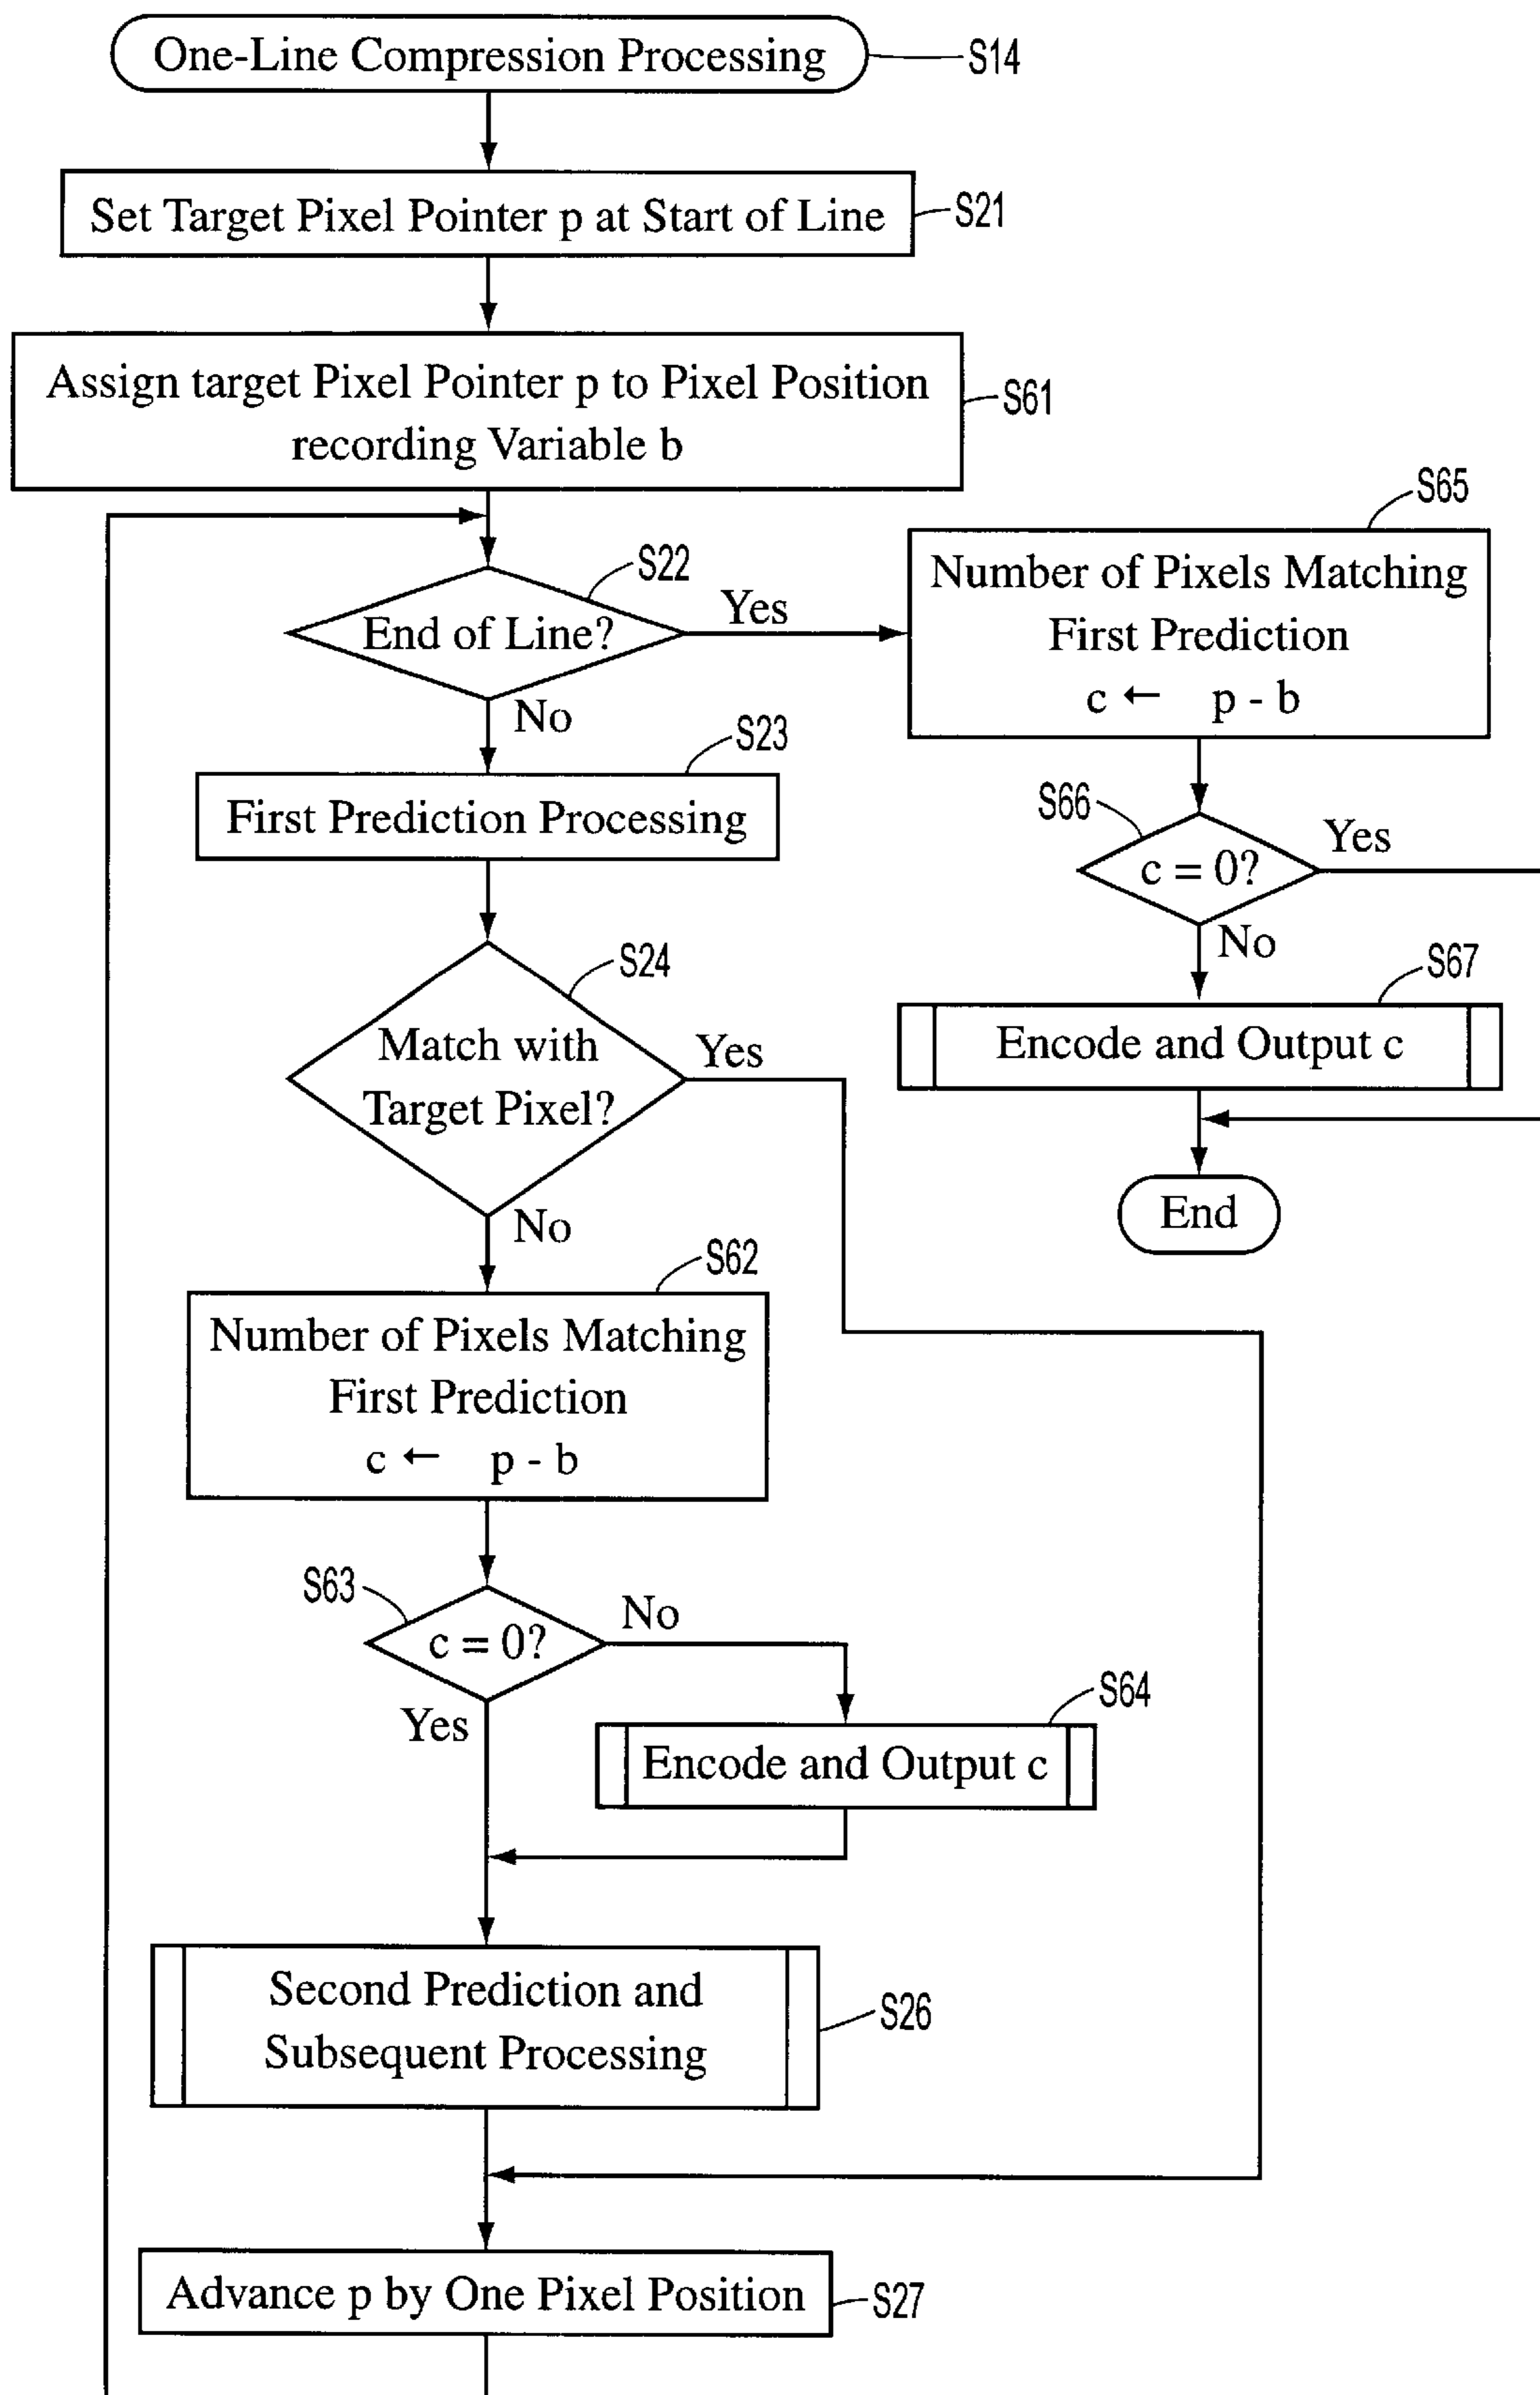 One-Line Compression Processing
S14
Set Target Pixel Pointer p at Start of Line
S21
Assign target Pixel Pointer p to Pixel Position
recording Variable b
S61
End of Line?
S22
Yes
No
Number of Pixels Matching
First Prediction
c ← p - b
S65
First Prediction Processing
S23
S66
c = 0?
Yes
No
Match with
Target Pixel?
S24
Yes
No
Encode and Output c
S67
End
Number of Pixels Matching
First Prediction
c ← p - b
S62
S63
c = 0?
No
Yes
Encode and Output c
S64
Second Prediction and
Subsequent Processing
S26
Advance p by One Pixel Position
S27